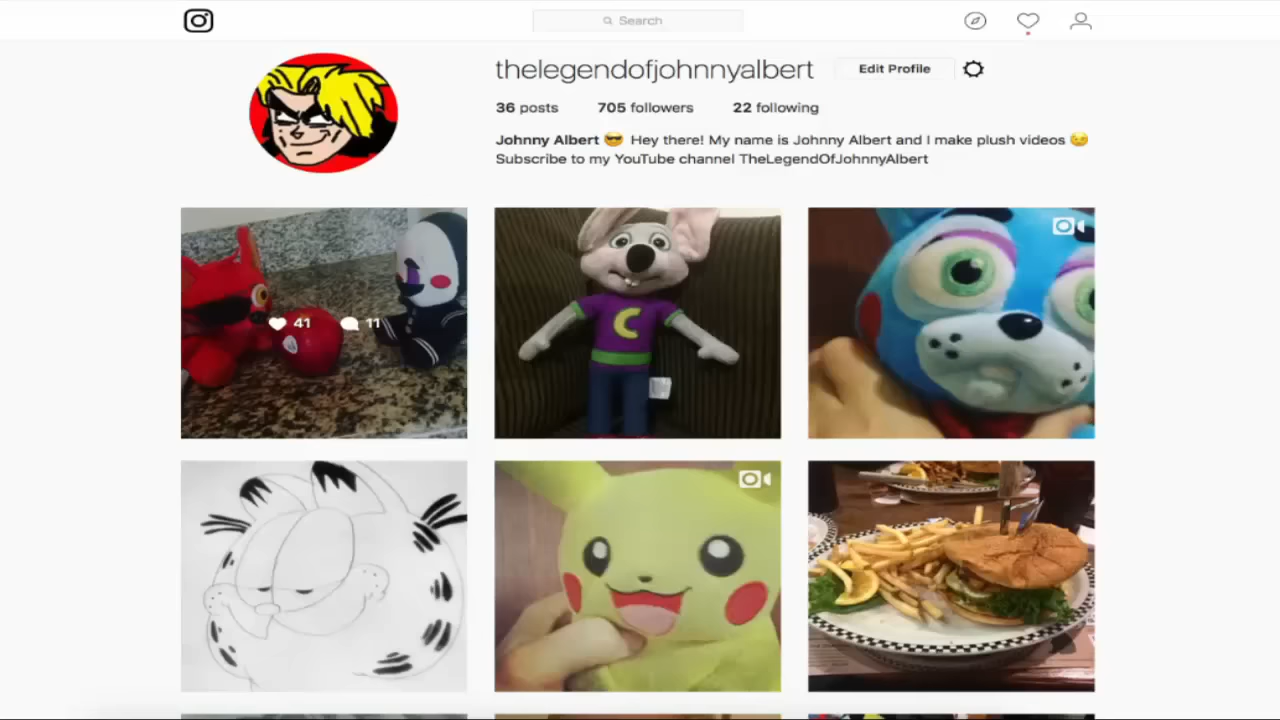 Search
thelegendofjohnnyalbert
Edit Profile
36 posts
705 followers
22 following
Johnny Albert 😎 Hey there! My name is Johnny Albert and I make plush videos 😉
Subscribe to my YouTube channel TheLegendOfJohnnyAlbert
41
11
C